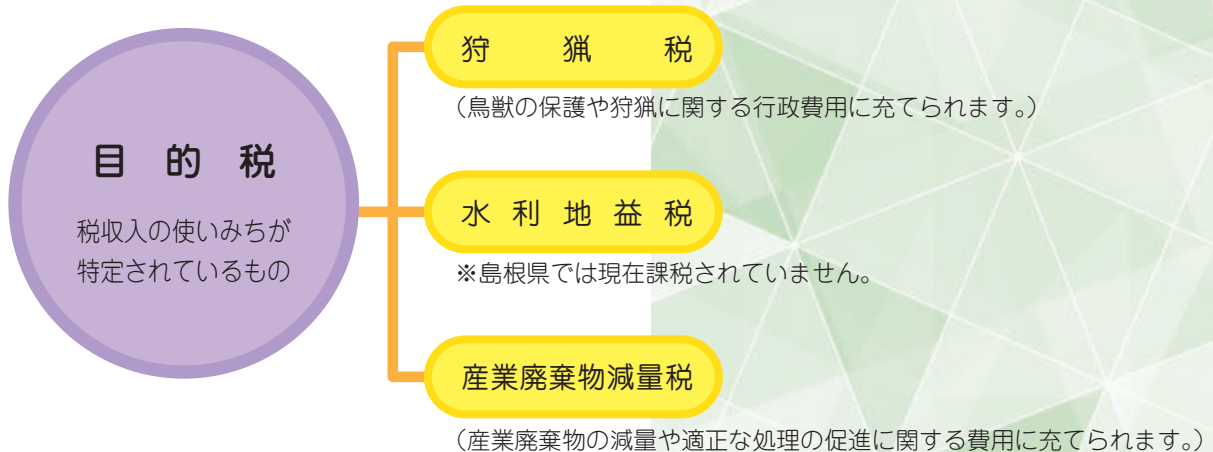 目的税
税収入の使いみちが
特定されているもの
狩猟税
（鳥獣の保護や狩猟に関する行政費用に充てられます。）
水利地益税
※島根県では現在課税されていません。
産業廃棄物減量税
（産業廃棄物の減量や適正な処理の促進に関する費用に充てられます。）